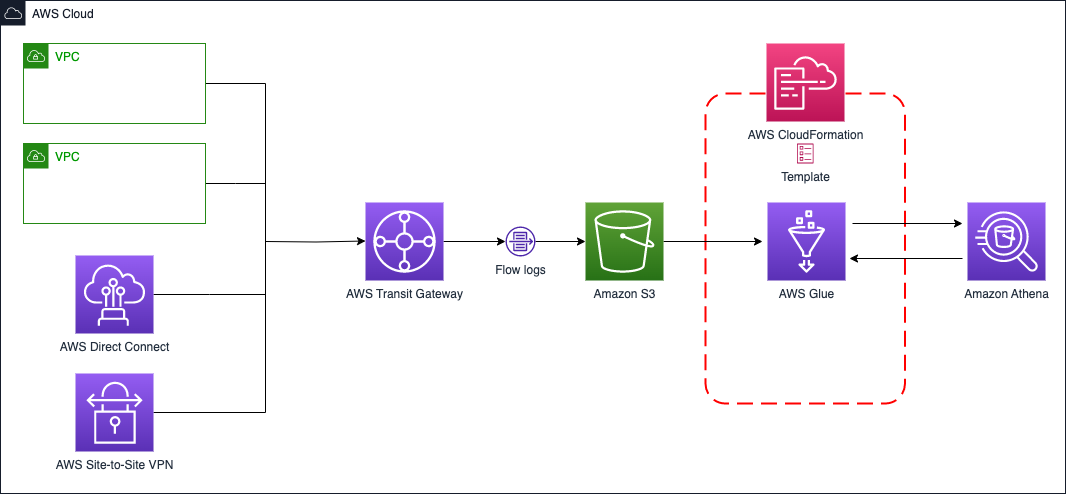 AWS Cloud
VPC
VPC
AWS Direct Connect
AWS Site-to-Site VPN
AWS Transit Gateway
Flow logs
Amazon S3
AWS CloudFormation
Template
AWS Glue
Amazon Athena